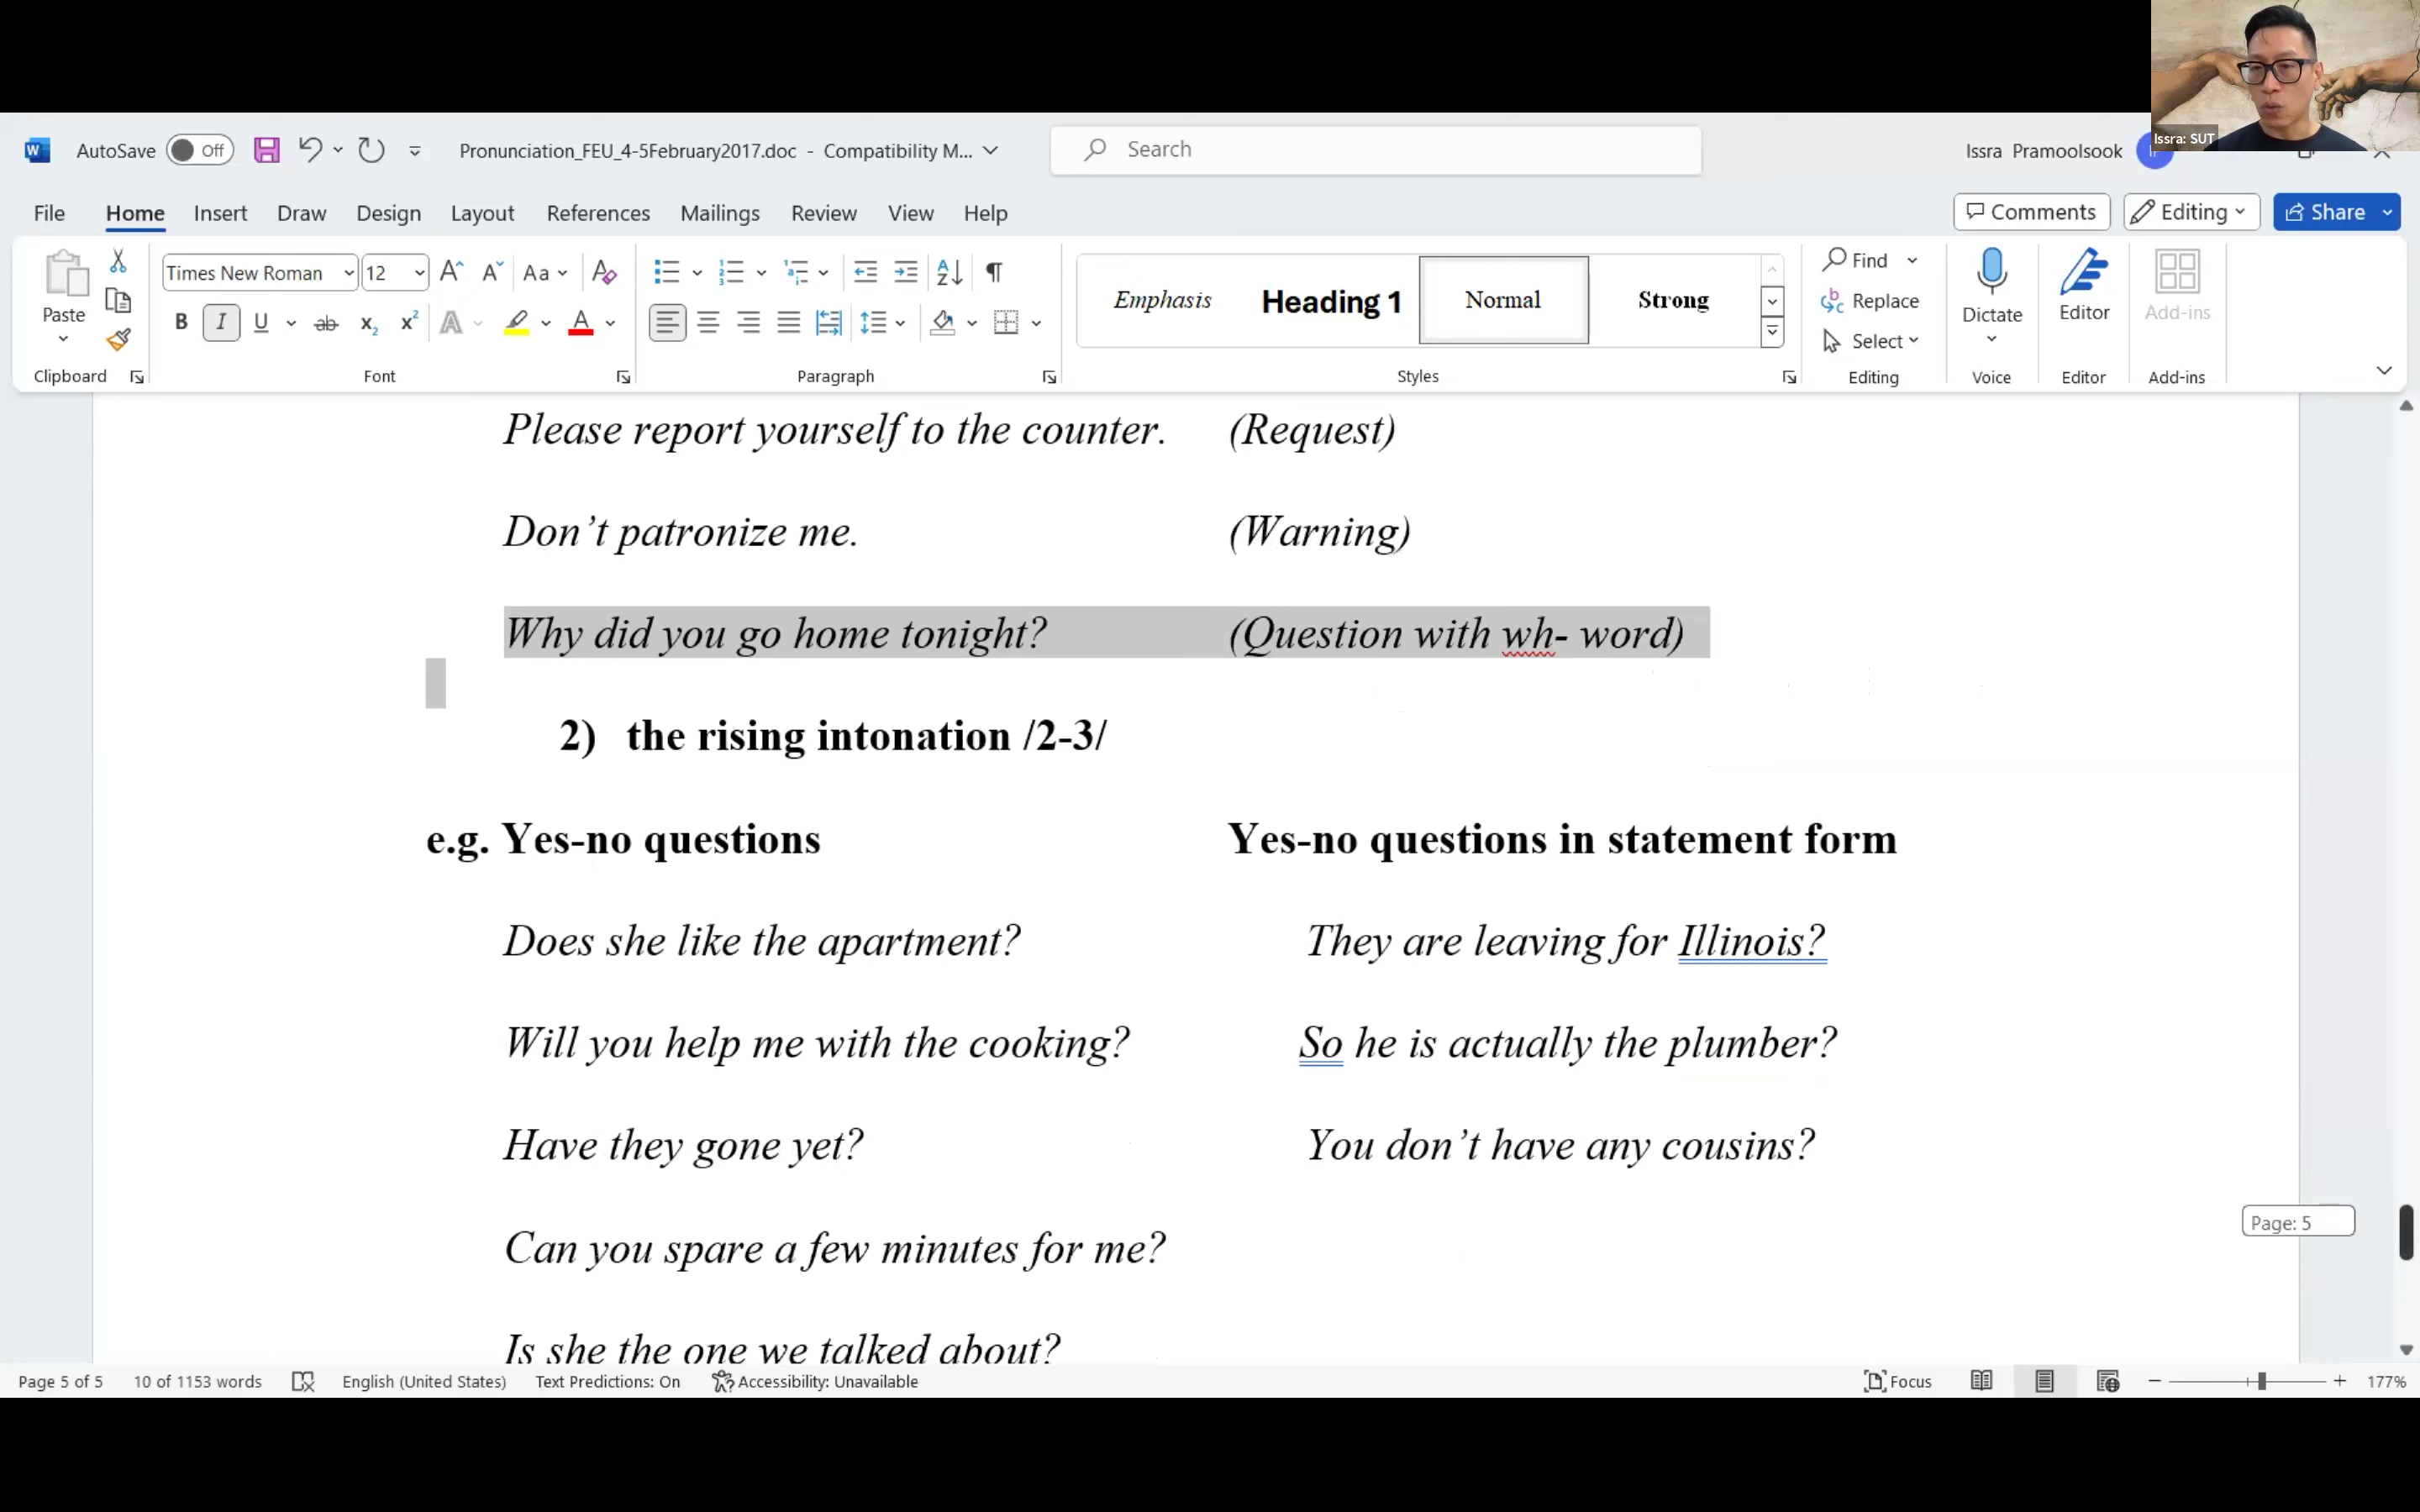 Issra: SUT
AutoSave Off Pronunciation_FEU_4-5February2017.doc - Compatibility M... Search Issra Pramoolsook
File Home Insert Draw Design Layout References Mailings Review View Help Comments Editing Share
Paste Times New Roman 12 Aa Emphasis Heading 1 Normal Strong Find Replace Select Dictate Editor Add-ins
Clipboard Font Paragraph Styles Editing Voice Editor Add-ins
Please report yourself to the counter. (Request)
Don’t patronize me. (Warning)
Why did you go home tonight? (Question with wh- word)
2) the rising intonation /2-3/
e.g. Yes-no questions Yes-no questions in statement form
Does she like the apartment? They are leaving for Illinois?
Will you help me with the cooking? So he is actually the plumber?
Have they gone yet? You don’t have any cousins?
Page: 5
Can you spare a few minutes for me?
Is she the one we talked about?
Page 5 of 5 10 of 1153 words English (United States) Text Predictions: On Accessibility: Unavailable Focus 177%